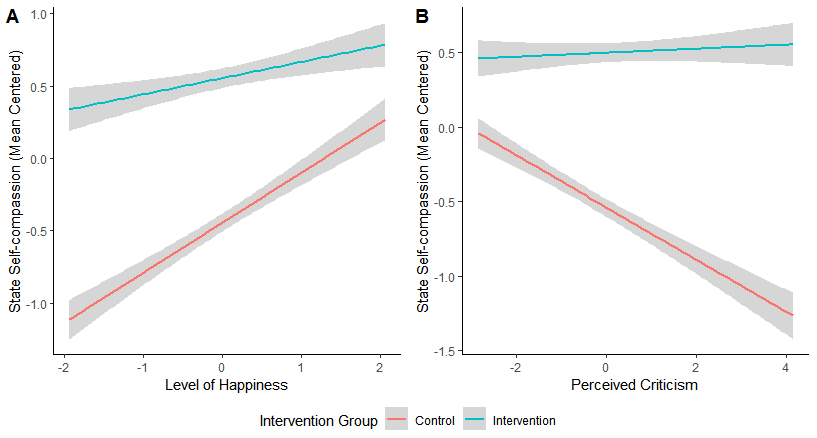 A
State Self-compassion (Mean Centered)
1.0
0.5
0.0
-0.5
-1.0
-2 -1 0 1 2
Level of Happiness
B
State Self-compassion (Mean Centered)
0.5
0.0
-0.5
-1.0
-1.5
-2 0 2 4
Perceived Criticism
Intervention Group Control Intervention